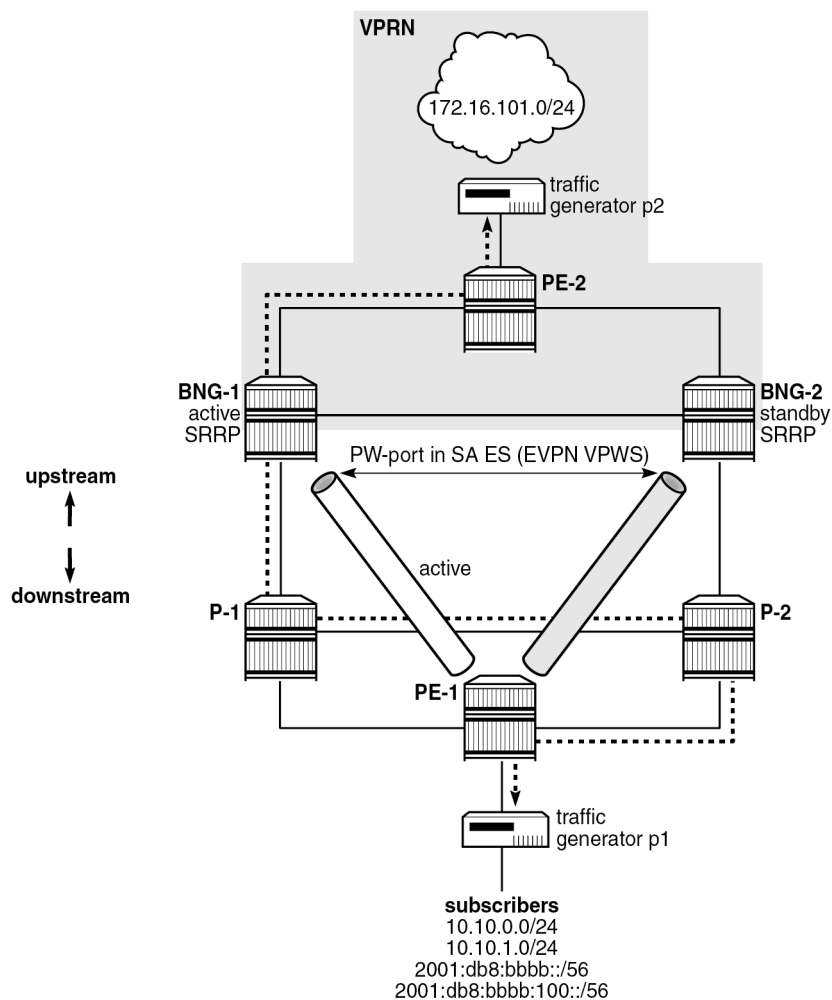 VPRN
172.16.101.0/24
traffic
generator p2
PE-2
BNG-1
active
SRRP
BNG-2
standby
SRRP
PW-port in SA ES (EVPN VPWS)
upstream
downstream
active
P-1
P-2
PE-1
traffic
generator p1
subscribers
10.10.0.0/24
10.10.1.0/24
2001:db8:bbbb::/56
2001:db8:bbbb:100::/56